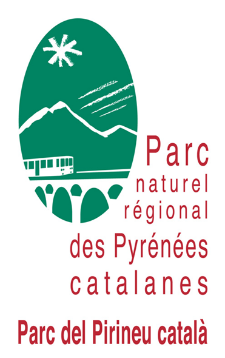 Parc
naturel
régional
des Pyrénées
catalanes
Parc del Pirineu català